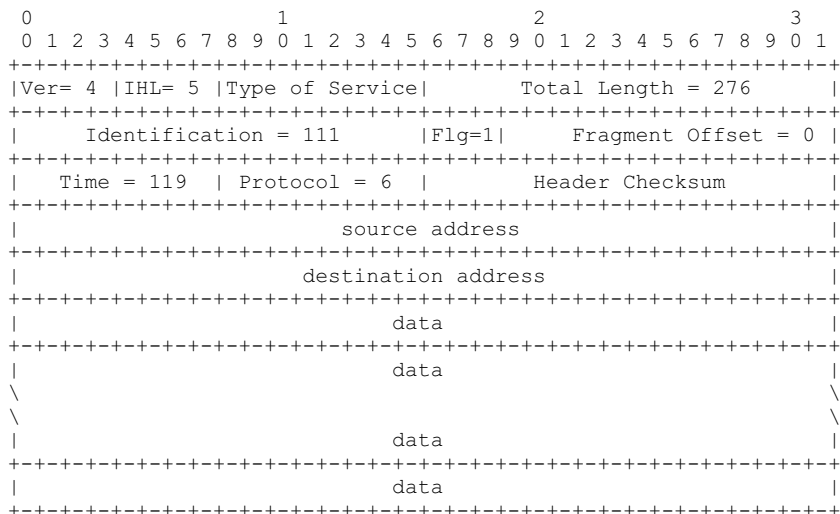 0                   1                   2                   3
0 1 2 3 4 5 6 7 8 9 0 1 2 3 4 5 6 7 8 9 0 1 2 3 4 5 6 7 8 9 0 1
+-+-+-+-+-+-+-+-+-+-+-+-+-+-+-+-+-+-+-+-+-+-+-+-+-+-+-+-+-+-+-+-+
|Ver= 4 |IHL= 5 |Type of Service|       Total Length = 276      |
+-+-+-+-+-+-+-+-+-+-+-+-+-+-+-+-+-+-+-+-+-+-+-+-+-+-+-+-+-+-+-+-+
|     Identification = 111      |Flg=1|     Fragment Offset = 0 |
+-+-+-+-+-+-+-+-+-+-+-+-+-+-+-+-+-+-+-+-+-+-+-+-+-+-+-+-+-+-+-+-+
|   Time = 119  | Protocol = 6  |        Header Checksum        |
+-+-+-+-+-+-+-+-+-+-+-+-+-+-+-+-+-+-+-+-+-+-+-+-+-+-+-+-+-+-+-+-+
|                         source address                        |
+-+-+-+-+-+-+-+-+-+-+-+-+-+-+-+-+-+-+-+-+-+-+-+-+-+-+-+-+-+-+-+-+
|                      destination address                      |
+-+-+-+-+-+-+-+-+-+-+-+-+-+-+-+-+-+-+-+-+-+-+-+-+-+-+-+-+-+-+-+-+
|                             data                              |
+-+-+-+-+-+-+-+-+-+-+-+-+-+-+-+-+-+-+-+-+-+-+-+-+-+-+-+-+-+-+-+-+
|                             data                              |
\                                                               \
\                                                               \
|                             data                              |
+-+-+-+-+-+-+-+-+-+-+-+-+-+-+-+-+-+-+-+-+-+-+-+-+-+-+-+-+-+-+-+-+
|                             data                              |
+-+-+-+-+-+-+-+-+-+-+-+-+-+-+-+-+-+-+-+-+-+-+-+-+-+-+-+-+-+-+-+-+